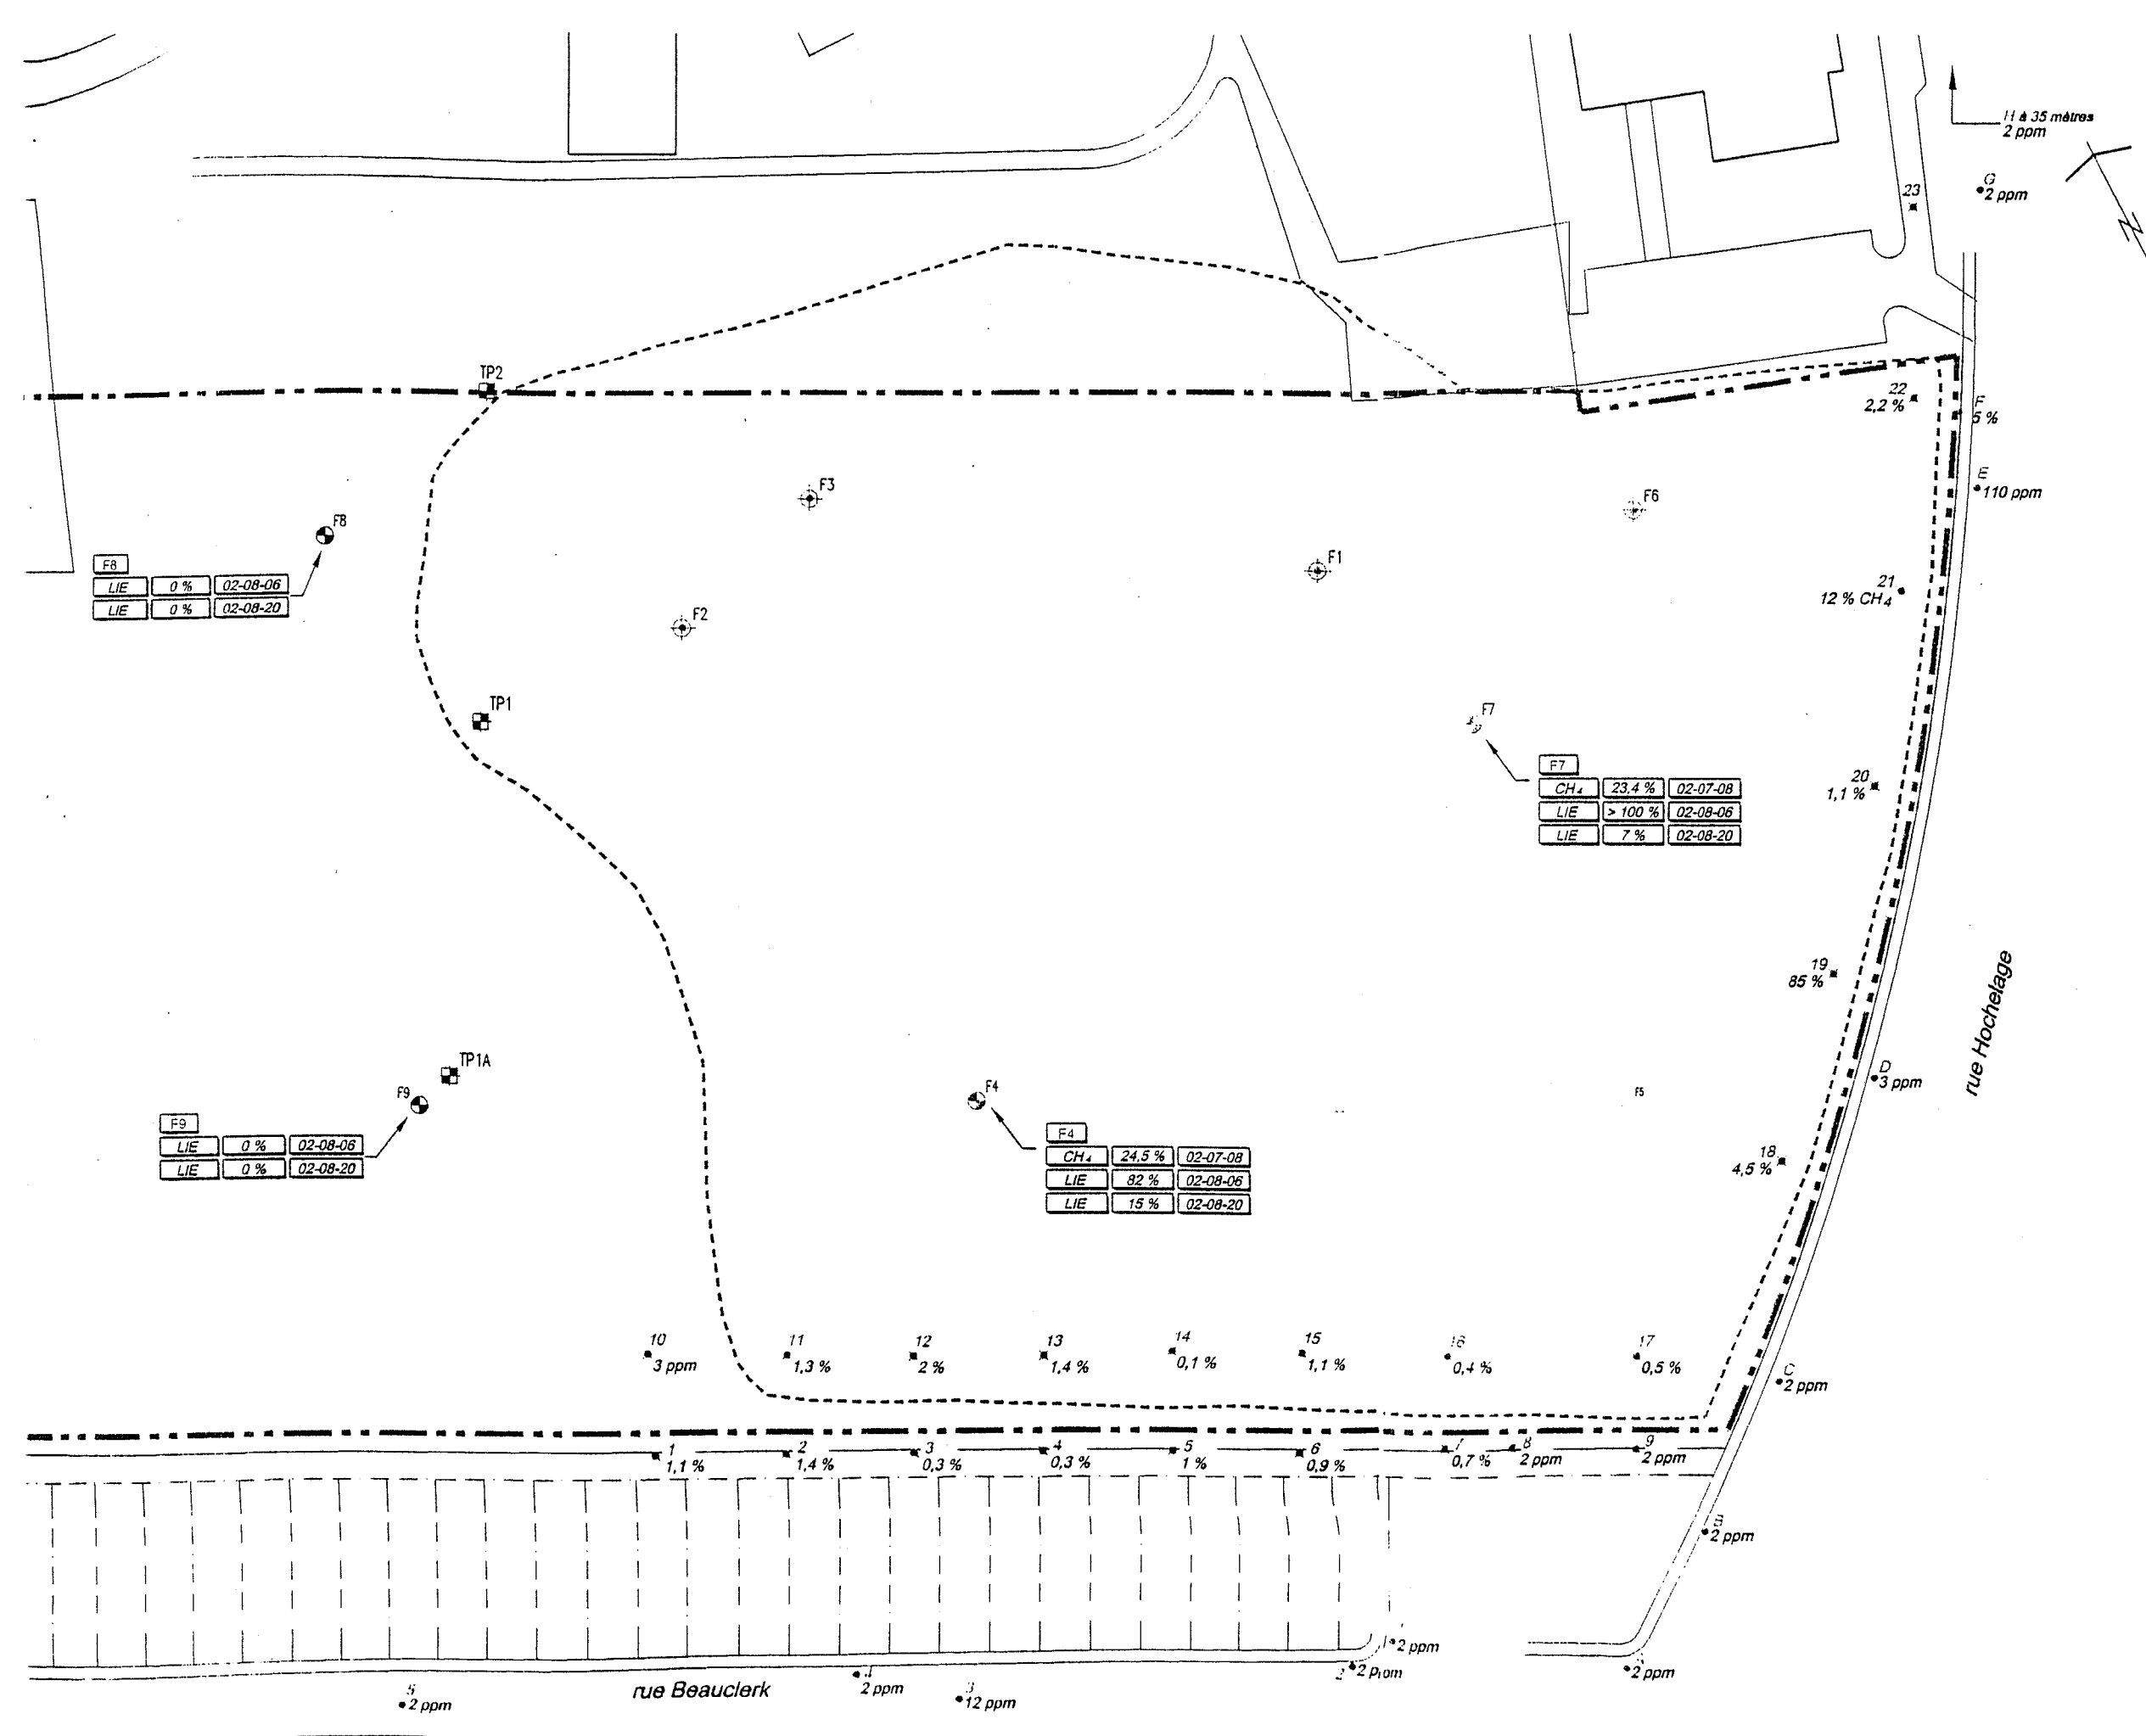 H à 35 mètres
2 ppm
G
2 ppm
23
TP2
22
2,2 %
F
5 %
F3
F6
E
110 ppm
F8
F1
F8
LIE 0 % 02-08-06
LIE 0 % 02-08-20
21
12 % CH4
F2
TP1
F7
F7
CH4 23,4 % 02-07-08
LIE > 100 % 02-08-06
LIE 7 % 02-08-20
20
1,1 %
19
85 %
rue Hochelage
TP1A
F9
F4
F5
D
3 ppm
F9
LIE 0 % 02-08-06
LIE 0 % 02-08-20
F4
CH4 24,5 % 02-07-08
LIE 82 % 02-08-06
LIE 15 % 02-08-20
18
4,5 %
10
3 ppm
11
1,3 %
12
2 %
13
1,4 %
14
0,1 %
15
1,1 %
16
0,4 %
17
0,5 %
C
2 ppm
1
1,1 %
2
1,4 %
3
0,3 %
4
0,3 %
5
1 %
6
0,9 %
7
0,7 %
8
2 ppm
9
2 ppm
2 ppm
2 ppm
2 ppm
2 ppm
rue Beauclerk
2 ppm
12 ppm
2 ppm